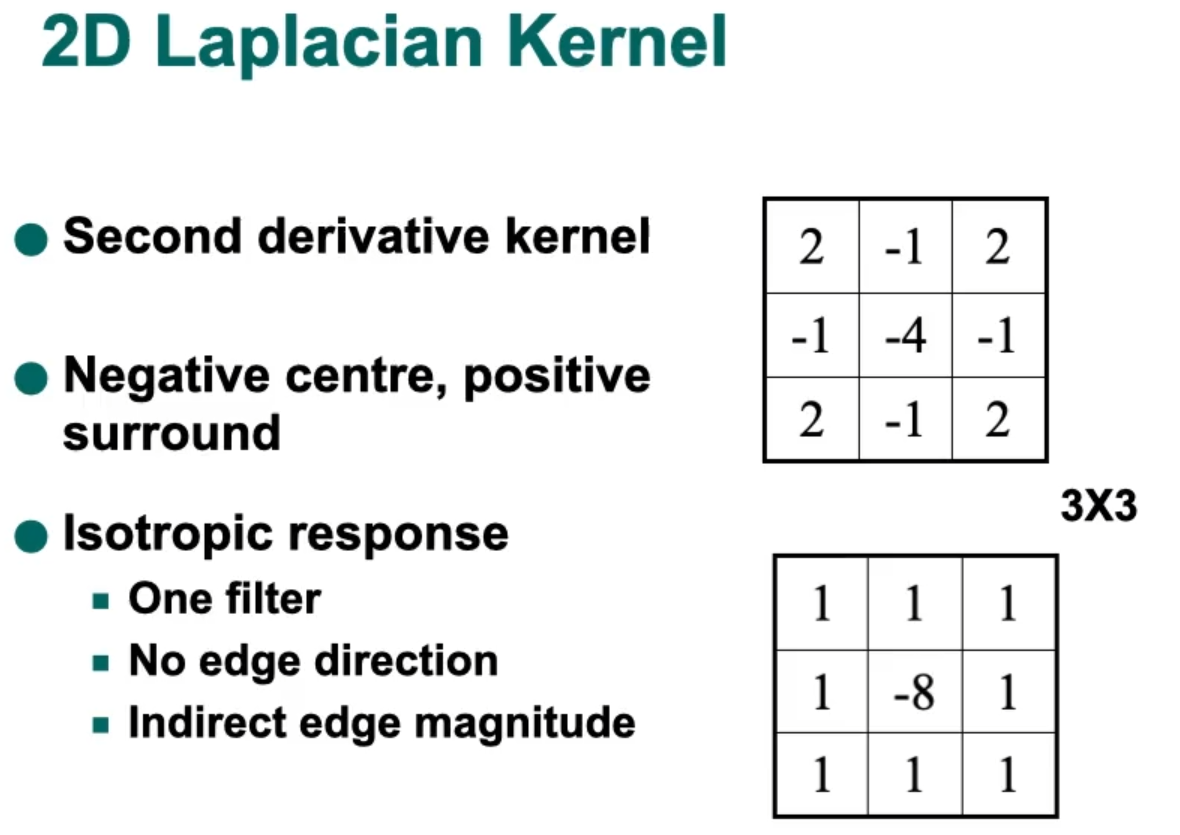 2D Laplacian Kernel
Second derivative kernel
Negative centre, positive
surround
Isotropic response
One filter
No edge direction
Indirect edge magnitude
2 -1 2
-1 -4 -1
2 -1 2
3X3
1 1 1
1 -8 1
1 1 1